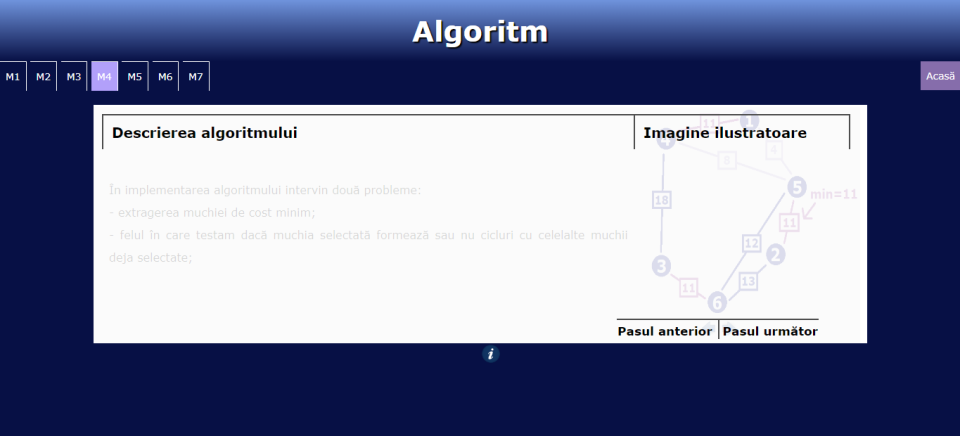 Algoritm
M1 M2 M3 M4 M5 M6 M7 Acasă
Descrierea algoritmului
Imagine ilustratoare
În implementarea algoritmului intervin două probleme:
- extragerea muchiei de cost minim;
- felul în care testam dacă muchia selectată formează sau nu cicluri cu celelalte muchii
deja selectate;
11 1
4
8 4
5
min=11
18
11
12
2
3
13
11
6
Pasul anterior Pasul următor
i